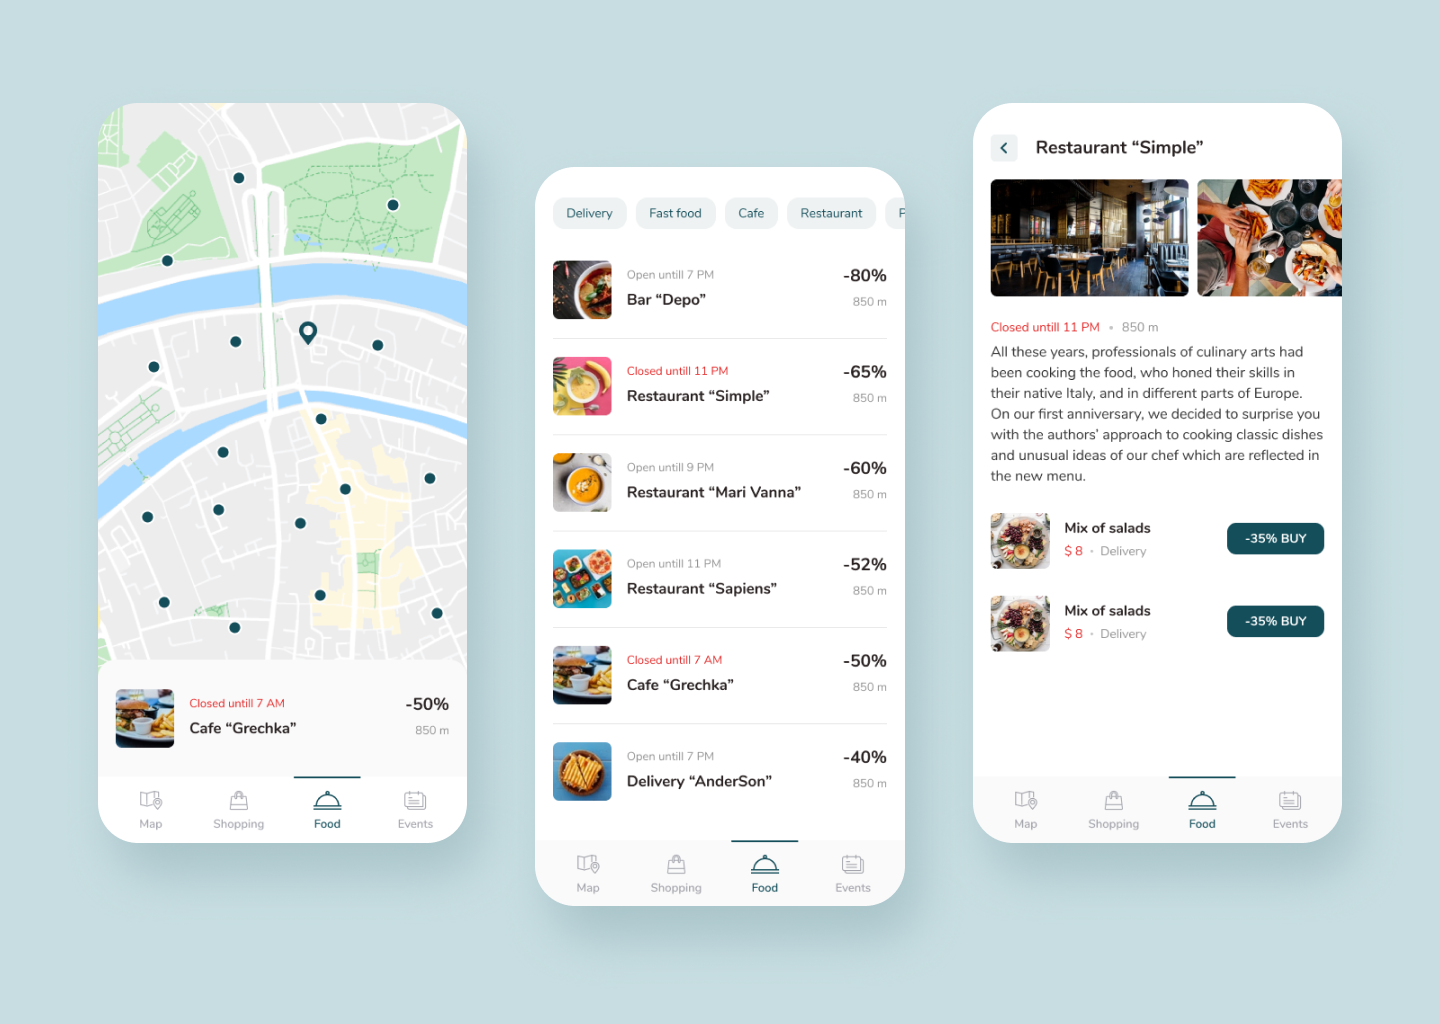 Closed untill 7 AM
Cafe “Grechka”
-50%
850 m
Map
Shopping
Food
Events
Delivery
Fast food
Cafe
Restaurant
Open untill 7 PM
Bar “Depo”
-80%
850 m
Closed untill 11 PM
Restaurant “Simple”
-65%
850 m
Open untill 9 PM
Restaurant “Mari Vanna”
-60%
850 m
Open untill 11 PM
Restaurant “Sapiens”
-52%
850 m
Closed untill 7 AM
Cafe “Grechka”
-50%
850 m
Open untill 7 PM
Delivery “AnderSon”
-40%
850 m
Map
Shopping
Food
Events
Restaurant “Simple”
Closed untill 11 PM • 850 m
All these years, professionals of culinary arts had
been cooking the food, who honed their skills in
their native Italy, and in different parts of Europe.
On our first anniversary, we decided to surprise you
with the authors’ approach to cooking classic dishes
and unusual ideas of our chef which are reflected in
the new menu.
Mix of salads
$ 8 • Delivery
-35% BUY
Mix of salads
$ 8 • Delivery
-35% BUY
Map
Shopping
Food
Events